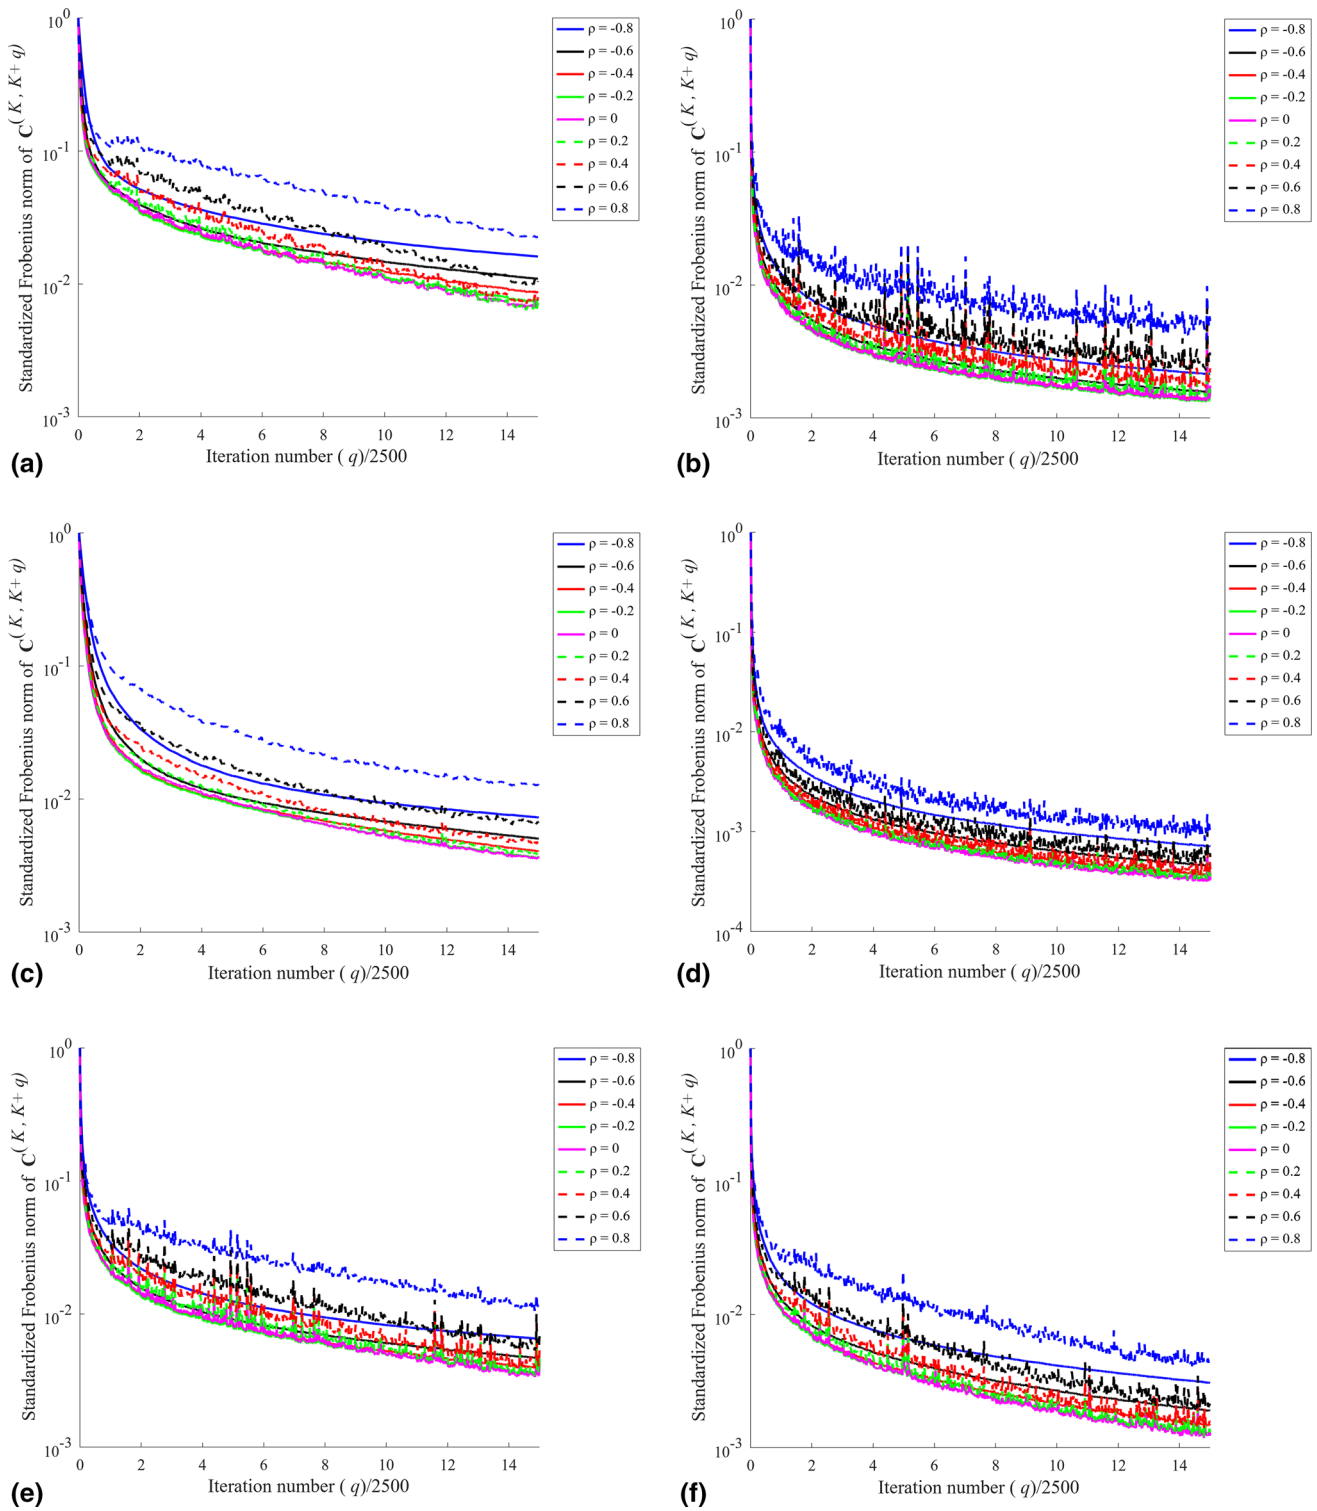 Standardized Frobenius norm of C(K, K+ q)
10^0
10^-1
10^-2
10^-3
0 2 4 6 8 10 12 14
Iteration number ( q)/2500
ρ = -0.8
ρ = -0.6
ρ = -0.4
ρ = -0.2
ρ = 0
ρ = 0.2
ρ = 0.4
ρ = 0.6
ρ = 0.8
(a)
Standardized Frobenius norm of C(K, K+ q)
10^0
10^-1
10^-2
10^-3
0 2 4 6 8 10 12 14
Iteration number ( q)/2500
ρ = -0.8
ρ = -0.6
ρ = -0.4
ρ = -0.2
ρ = 0
ρ = 0.2
ρ = 0.4
ρ = 0.6
ρ = 0.8
(b)
Standardized Frobenius norm of C(K, K+ q)
10^0
10^-1
10^-2
10^-3
0 2 4 6 8 10 12 14
Iteration number ( q)/2500
ρ = -0.8
ρ = -0.6
ρ = -0.4
ρ = -0.2
ρ = 0
ρ = 0.2
ρ = 0.4
ρ = 0.6
ρ = 0.8
(c)
Standardized Frobenius norm of C(K, K+ q)
10^0
10^-1
10^-2
10^-3
10^-4
0 2 4 6 8 10 12 14
Iteration number ( q)/2500
ρ = -0.8
ρ = -0.6
ρ = -0.4
ρ = -0.2
ρ = 0
ρ = 0.2
ρ = 0.4
ρ = 0.6
ρ = 0.8
(d)
Standardized Frobenius norm of C(K, K+ q)
10^0
10^-1
10^-2
10^-3
0 2 4 6 8 10 12 14
Iteration number ( q)/2500
ρ = -0.8
ρ = -0.6
ρ = -0.4
ρ = -0.2
ρ = 0
ρ = 0.2
ρ = 0.4
ρ = 0.6
ρ = 0.8
(e)
Standardized Frobenius norm of C(K, K+ q)
10^0
10^-1
10^-2
10^-3
0 2 4 6 8 10 12 14
Iteration number ( q)/2500
ρ = -0.8
ρ = -0.6
ρ = -0.4
ρ = -0.2
ρ = 0
ρ = 0.2
ρ = 0.4
ρ = 0.6
ρ = 0.8
(f)